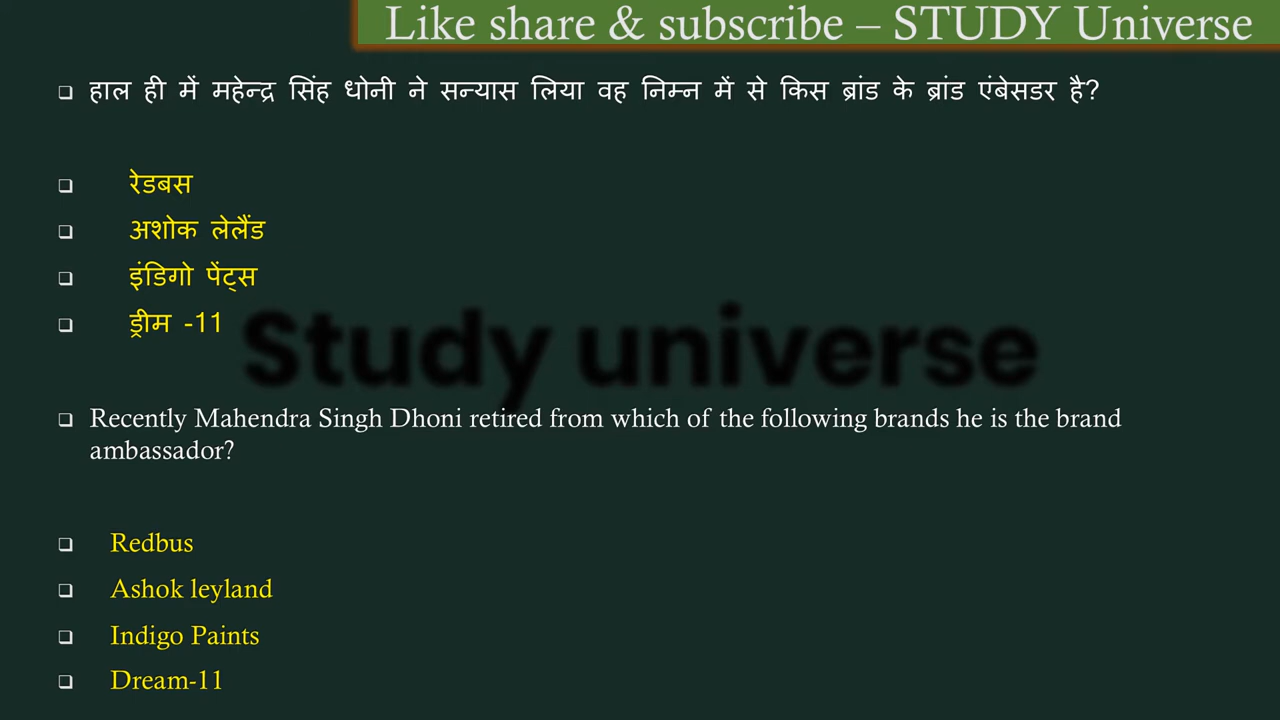 Like share & subscribe – STUDY Universe
हाल ही में महेन्द्र सिंह धोनी ने सन्यास लिया वह निम्न में से किस ब्रांड के ब्रांड एंबेसडर है?
रेडबस
अशोक लेलैंड
इंडिगो पेंट्स
ड्रीम -11
Study universe
Recently Mahendra Singh Dhoni retired from which of the following brands he is the brand
ambassador?
Redbus
Ashok leyland
Indigo Paints
Dream-11